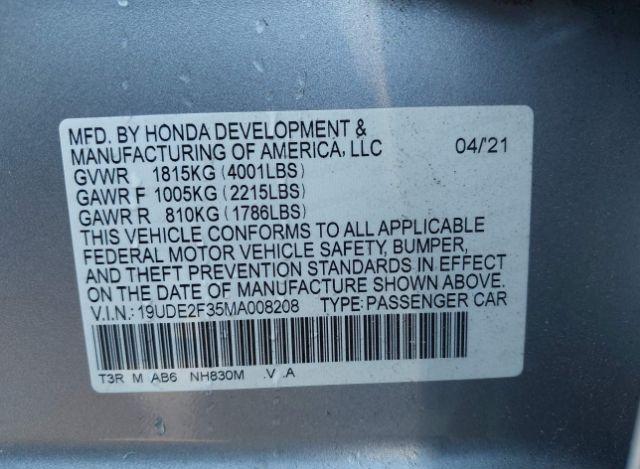 MFD. BY HONDA DEVELOPMENT &
MANUFACTURING OF AMERICA, LLC 04/'21
GVWR 1815KG (4001LBS)
GAWR F 1005KG (2215LBS)
GAWR R 810KG (1786LBS)
THIS VEHICLE CONFORMS TO ALL APPLICABLE
FEDERAL MOTOR VEHICLE SAFETY, BUMPER,
AND THEFT PREVENTION STANDARDS IN EFFECT
ON THE DATE OF MANUFACTURE SHOWN ABOVE.
V.I.N.: 19UDE2F35MA008208 TYPE: PASSENGER CAR
T3R M AB6 NH830M .V .A